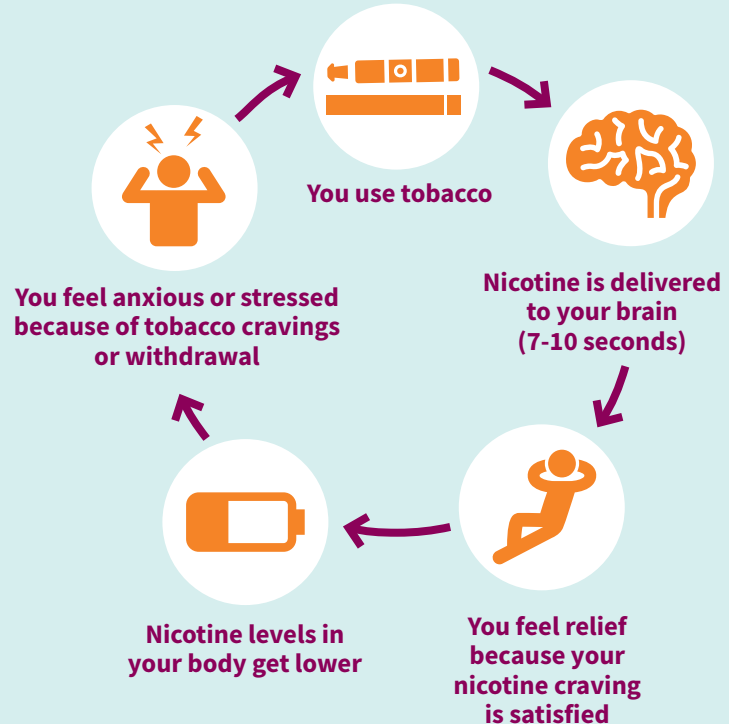 You use tobacco
Nicotine is delivered
to your brain
(7-10 seconds)
You feel relief
because your
nicotine craving
is satisfied
Nicotine levels in
your body get lower
You feel anxious or stressed
because of tobacco cravings
or withdrawal